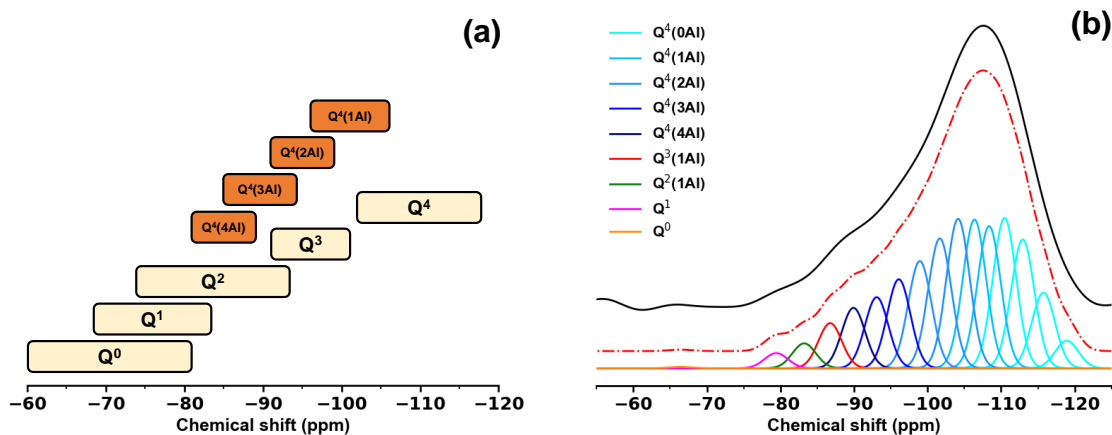 (a)
Q⁴(1Al)
Q⁴(2Al)
Q⁴(3Al)
Q⁴
Q⁴(4Al)
Q³
Q²
Q¹
Q⁰
−60 −70 −80 −90 −100 −110 −120
Chemical shift (ppm)
(b)
Q⁴(0Al)
Q⁴(1Al)
Q⁴(2Al)
Q⁴(3Al)
Q⁴(4Al)
Q³(1Al)
Q²(1Al)
Q¹
Q⁰
−60 −70 −80 −90 −100 −110 −120
Chemical shift (ppm)